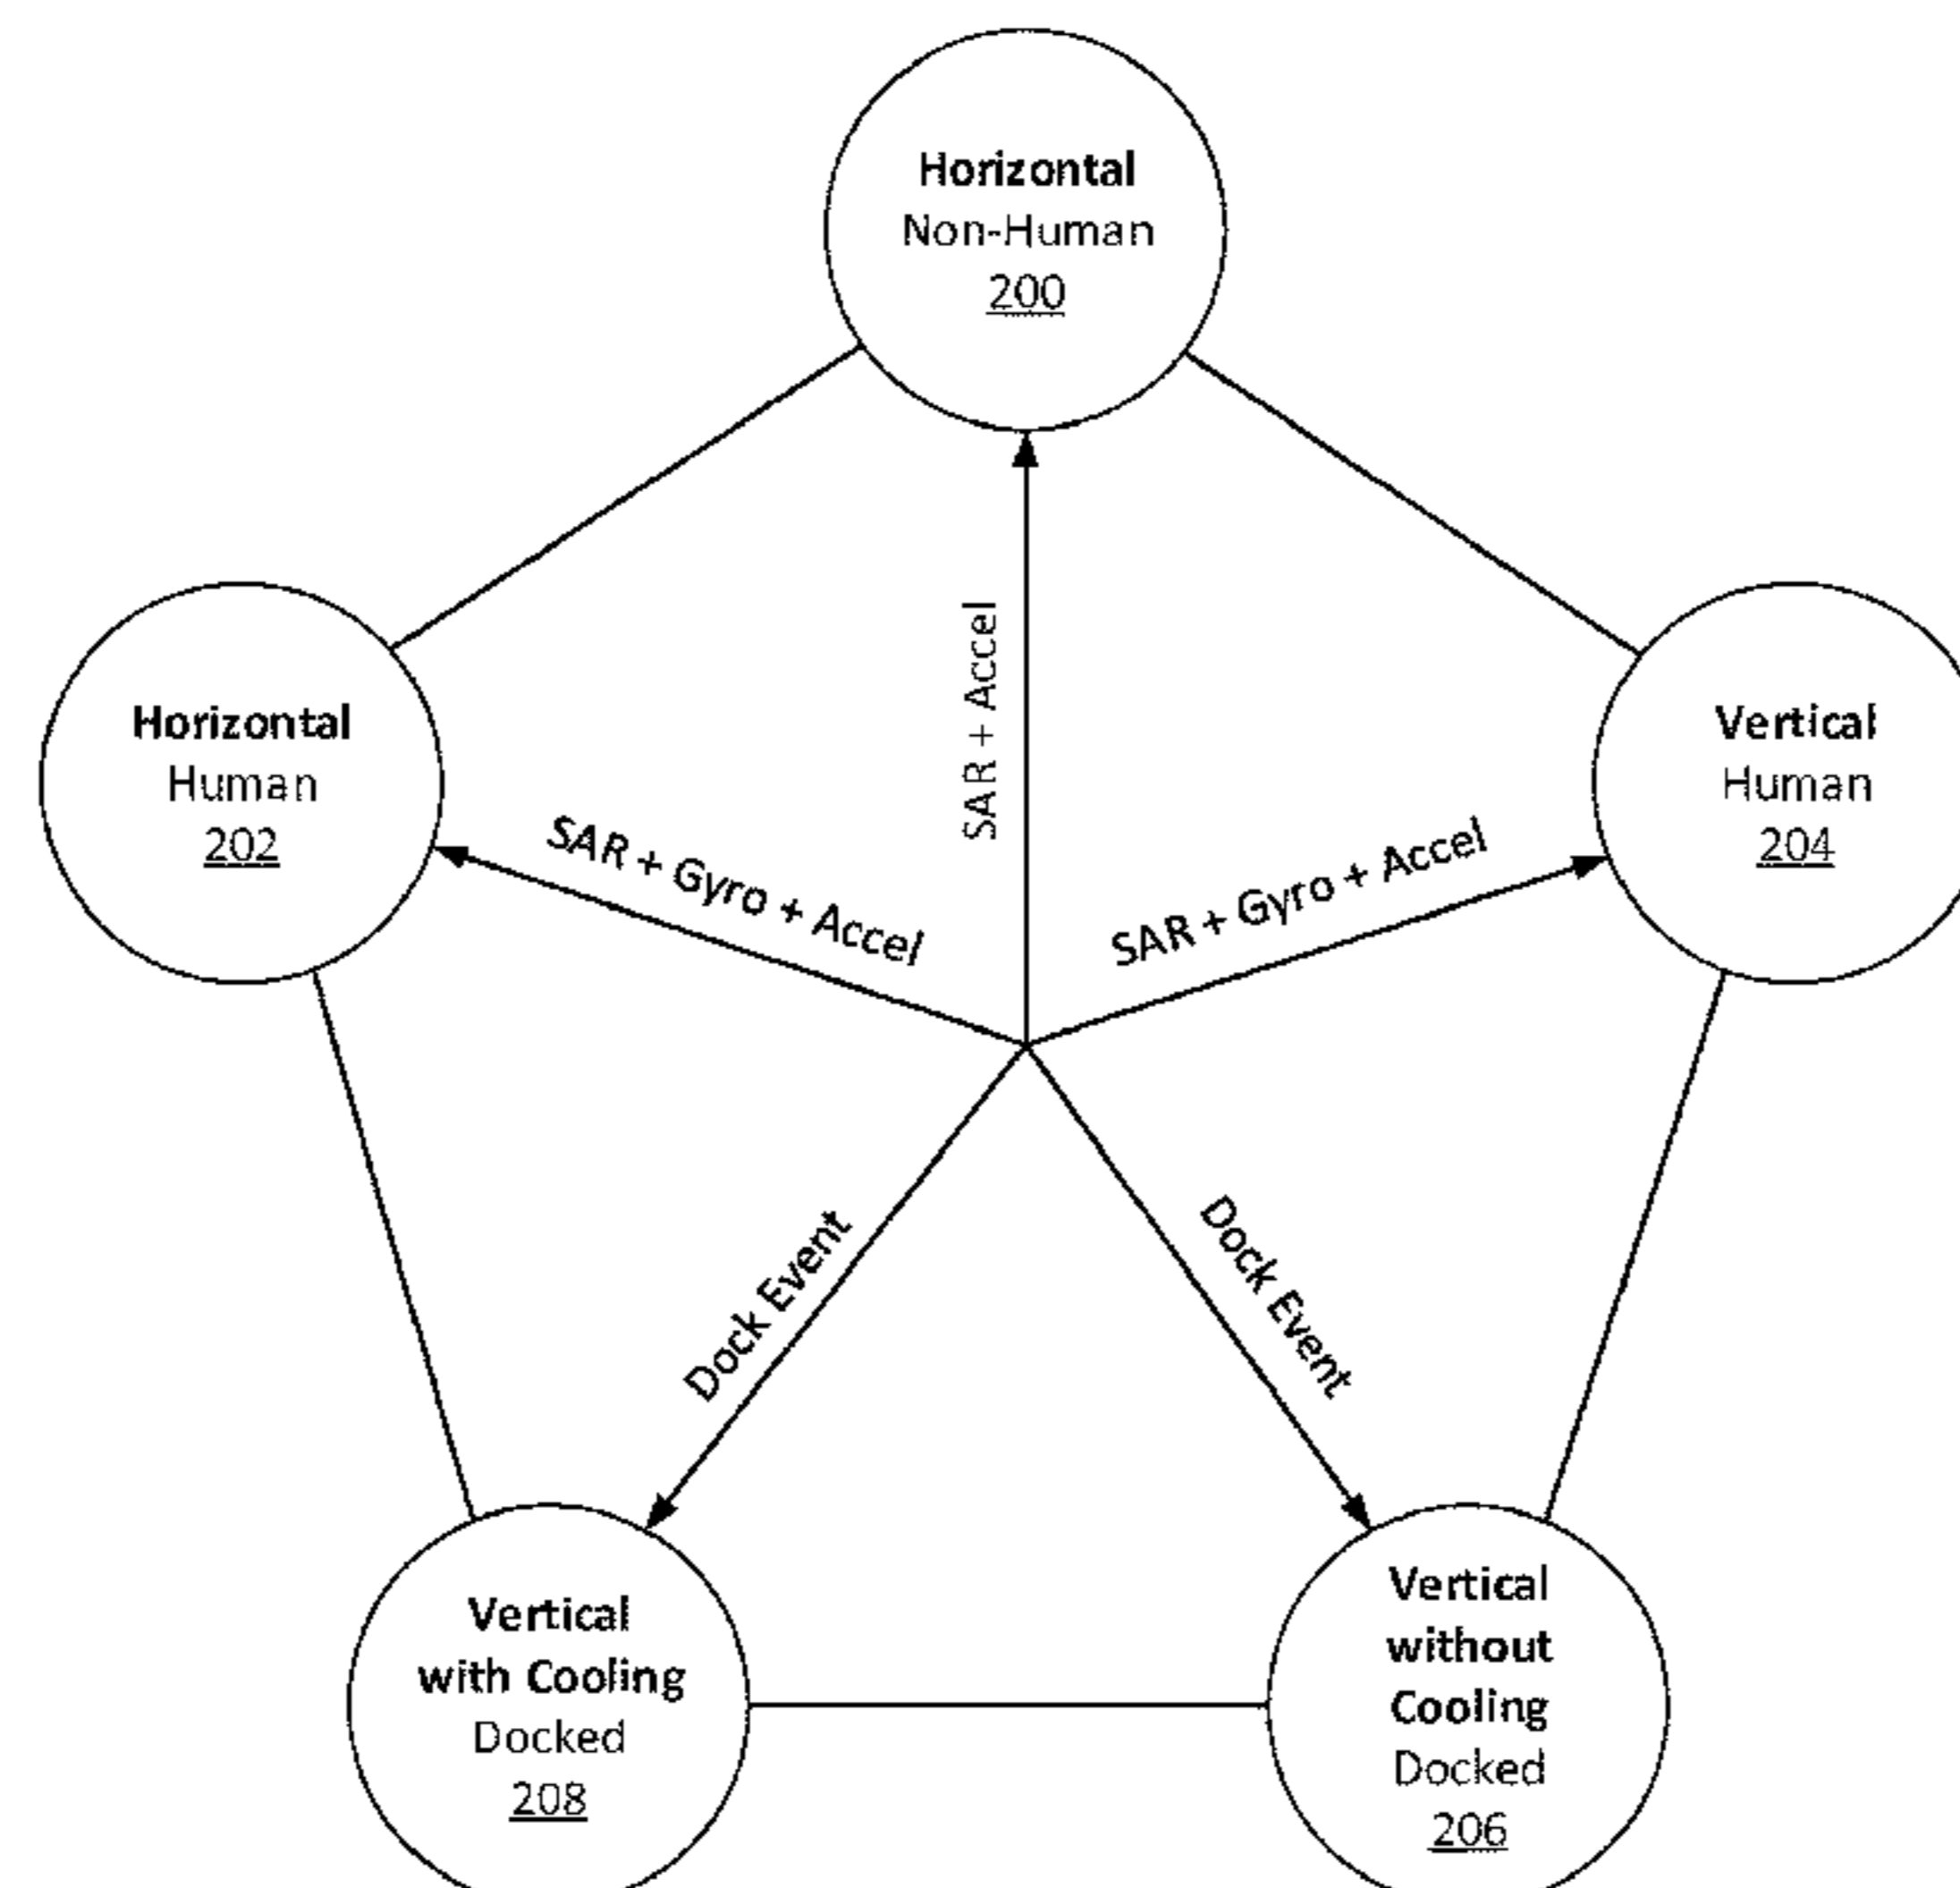 Horizontal
Non-Human
200
SAR + Accel
Horizontal
Human
202
Vertical
Human
204
SAR + Gyro + Accel
SAR + Gyro + Accel
Dock Event
Dock Event
Vertical
with Cooling
Docked
208
Vertical
without
Cooling
Docked
206